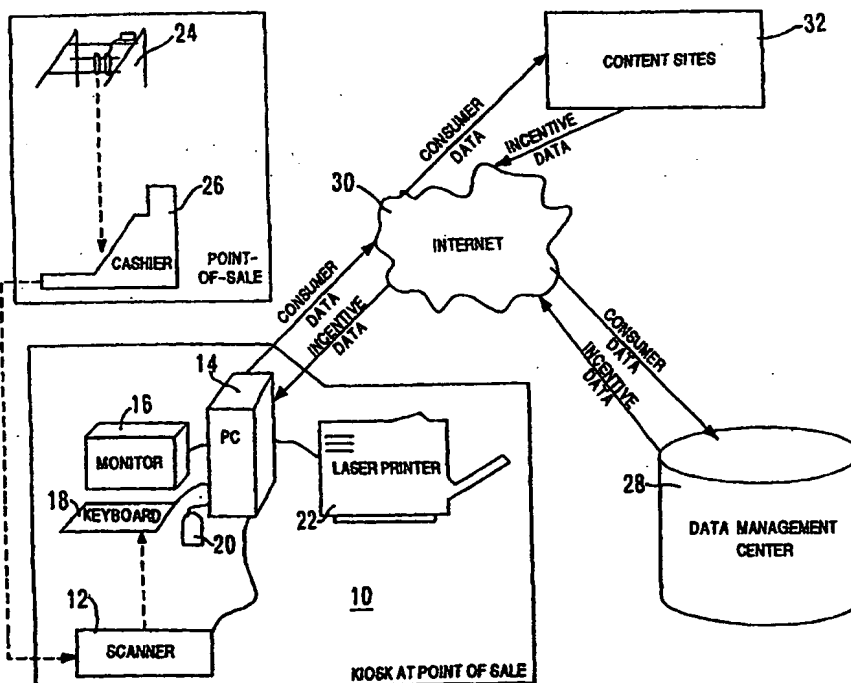 24
32
CONTENT SITES
CONSUMER
DATA
INCENTIVE
DATA
30
26
INTERNET
CASHIER
POINT-
OF-SALE
CONSUMER
DATA
INCENTIVE
DATA
CONSUMER
DATA
INCENTIVE
DATA
14
16
PC
MONITOR
LASER PRINTER
18
KEYBOARD
20
22
28
DATA MANAGEMENT
CENTER
12
10
SCANNER
KIOSK AT POINT OF SALE